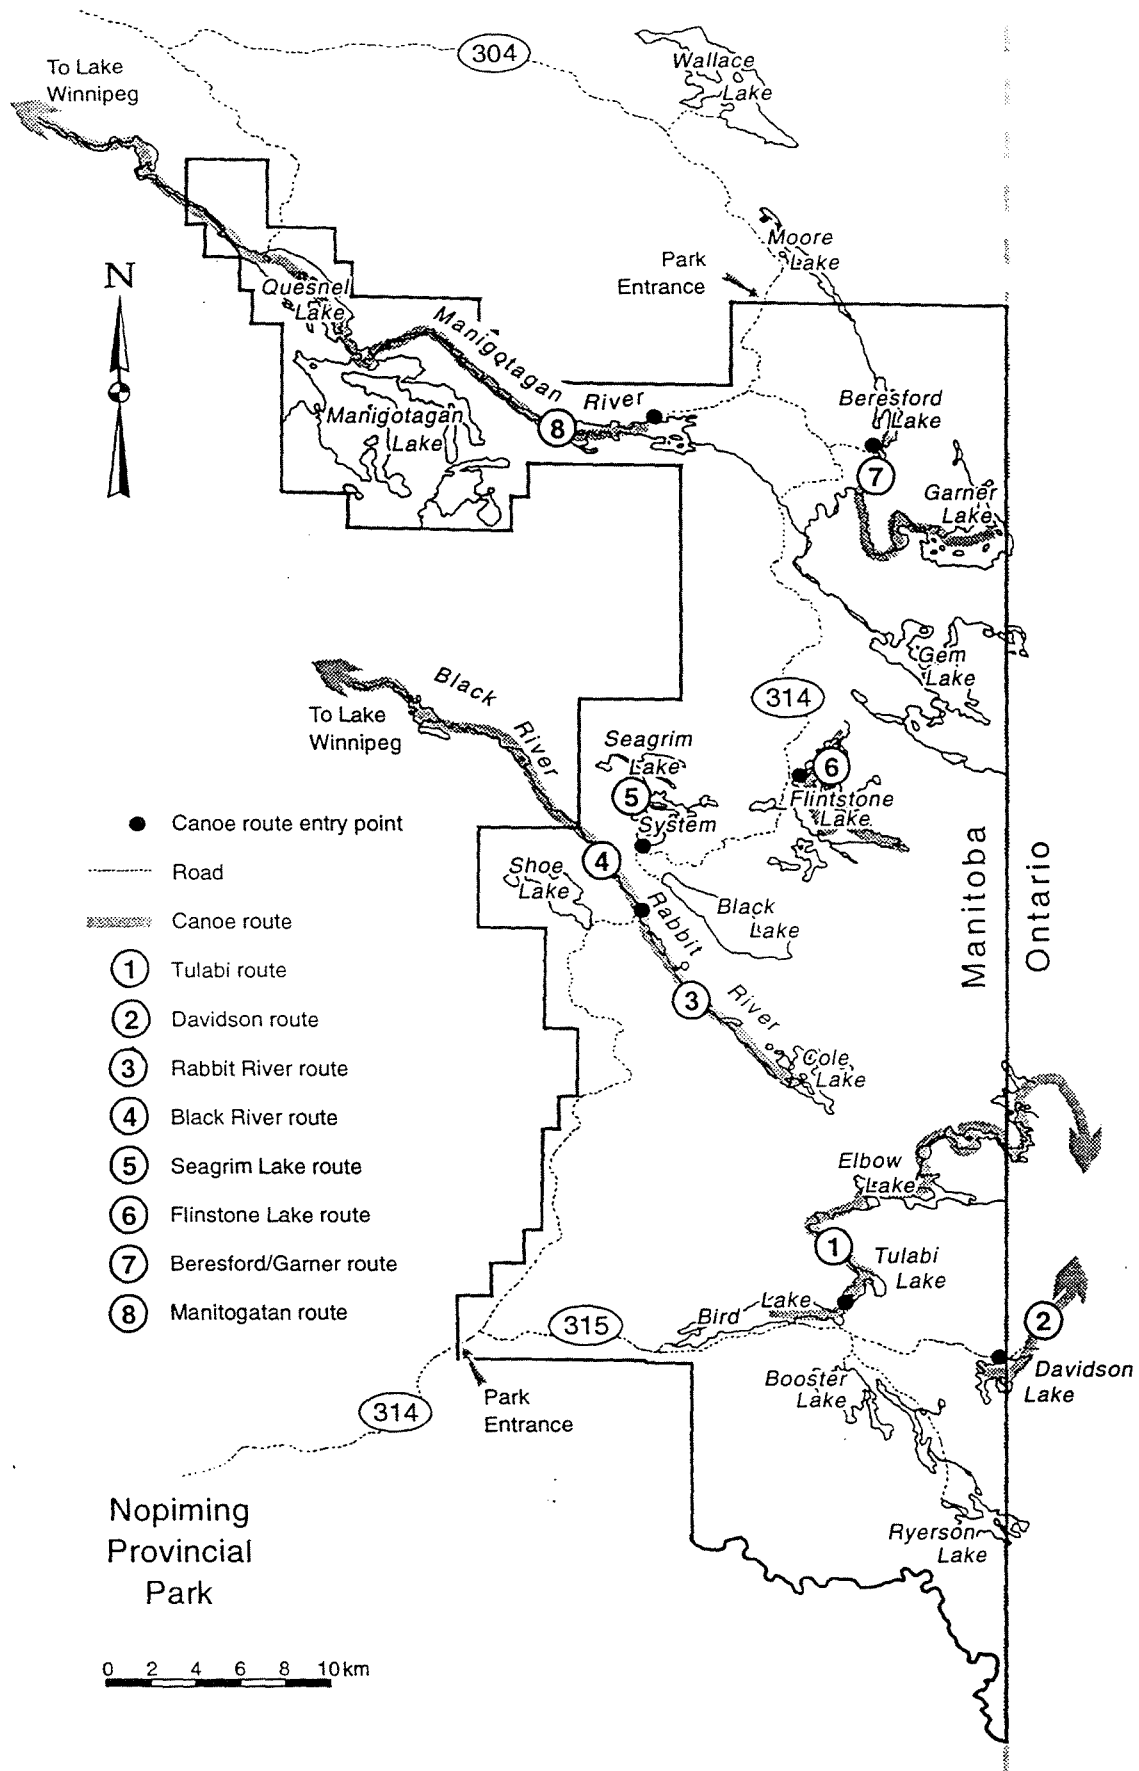 304
Wallace
Lake
To Lake
Winnipeg
Moore
Lake
Park
Entrance
N
Quesnel
Lake
Manigotagan
River
Beresford
Lake
8
Manigotagan
Lake
7
Garner
Lake
Gem
Lake
Black
River
To Lake
Winnipeg
314
Seagrim
Lake
5
System
6
Flintstone
Lake
4
Shoe
Lake
Rabbit
River
Black
Lake
3
Cole
Lake
Manitoba
Ontario
Canoe route entry point
Road
Canoe route
1 Tulabi route
2 Davidson route
3 Rabbit River route
4 Black River route
5 Seagrim Lake route
6 Flinstone Lake route
7 Beresford/Garner route
8 Manitogatan route
Elbow
Lake
1
Tulabi
Lake
Bird Lake
315
2
Davidson
Lake
Booster
Lake
Park
Entrance
314
Ryerson
Lake
Nopiming
Provincial
Park
0 2 4 6 8 10 km